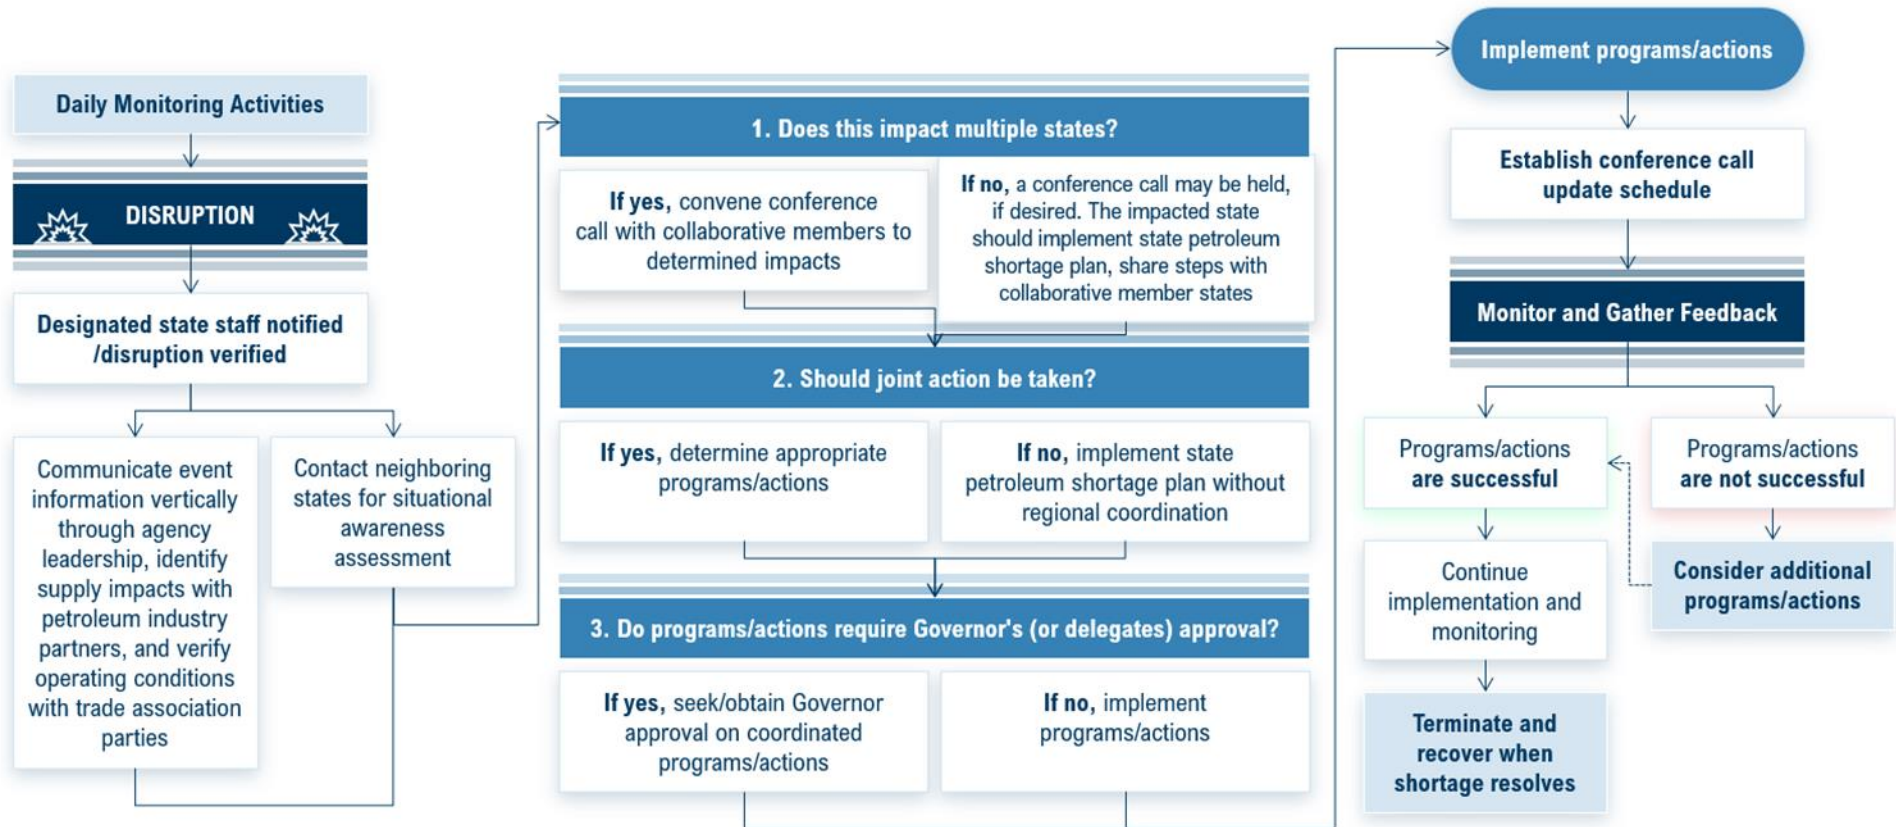 Daily Monitoring Activities
DISRUPTION
Designated state staff notified
/disruption verified
Communicate event
information vertically
through agency
leadership, identify
supply impacts with
petroleum industry
partners, and verify
operating conditions
with trade association
parties
Contact neighboring
states for situational
awareness
assessment
1. Does this impact multiple states?
If yes, convene conference
call with collaborative members to
determined impacts
If no, a conference call may be held,
if desired. The impacted state
should implement state petroleum
shortage plan, share steps with
collaborative member states
2. Should joint action be taken?
If yes, determine appropriate
programs/actions
If no, implement state
petroleum shortage plan without
regional coordination
3. Do programs/actions require Governor's (or delegates) approval?
If yes, seek/obtain Governor
approval on coordinated
programs/actions
If no, implement
programs/actions
Implement programs/actions
Establish conference call
update schedule
Monitor and Gather Feedback
Programs/actions
are successful
Continue
implementation and
monitoring
Terminate and
recover when
shortage resolves
Programs/actions
are not successful
Consider additional
programs/actions